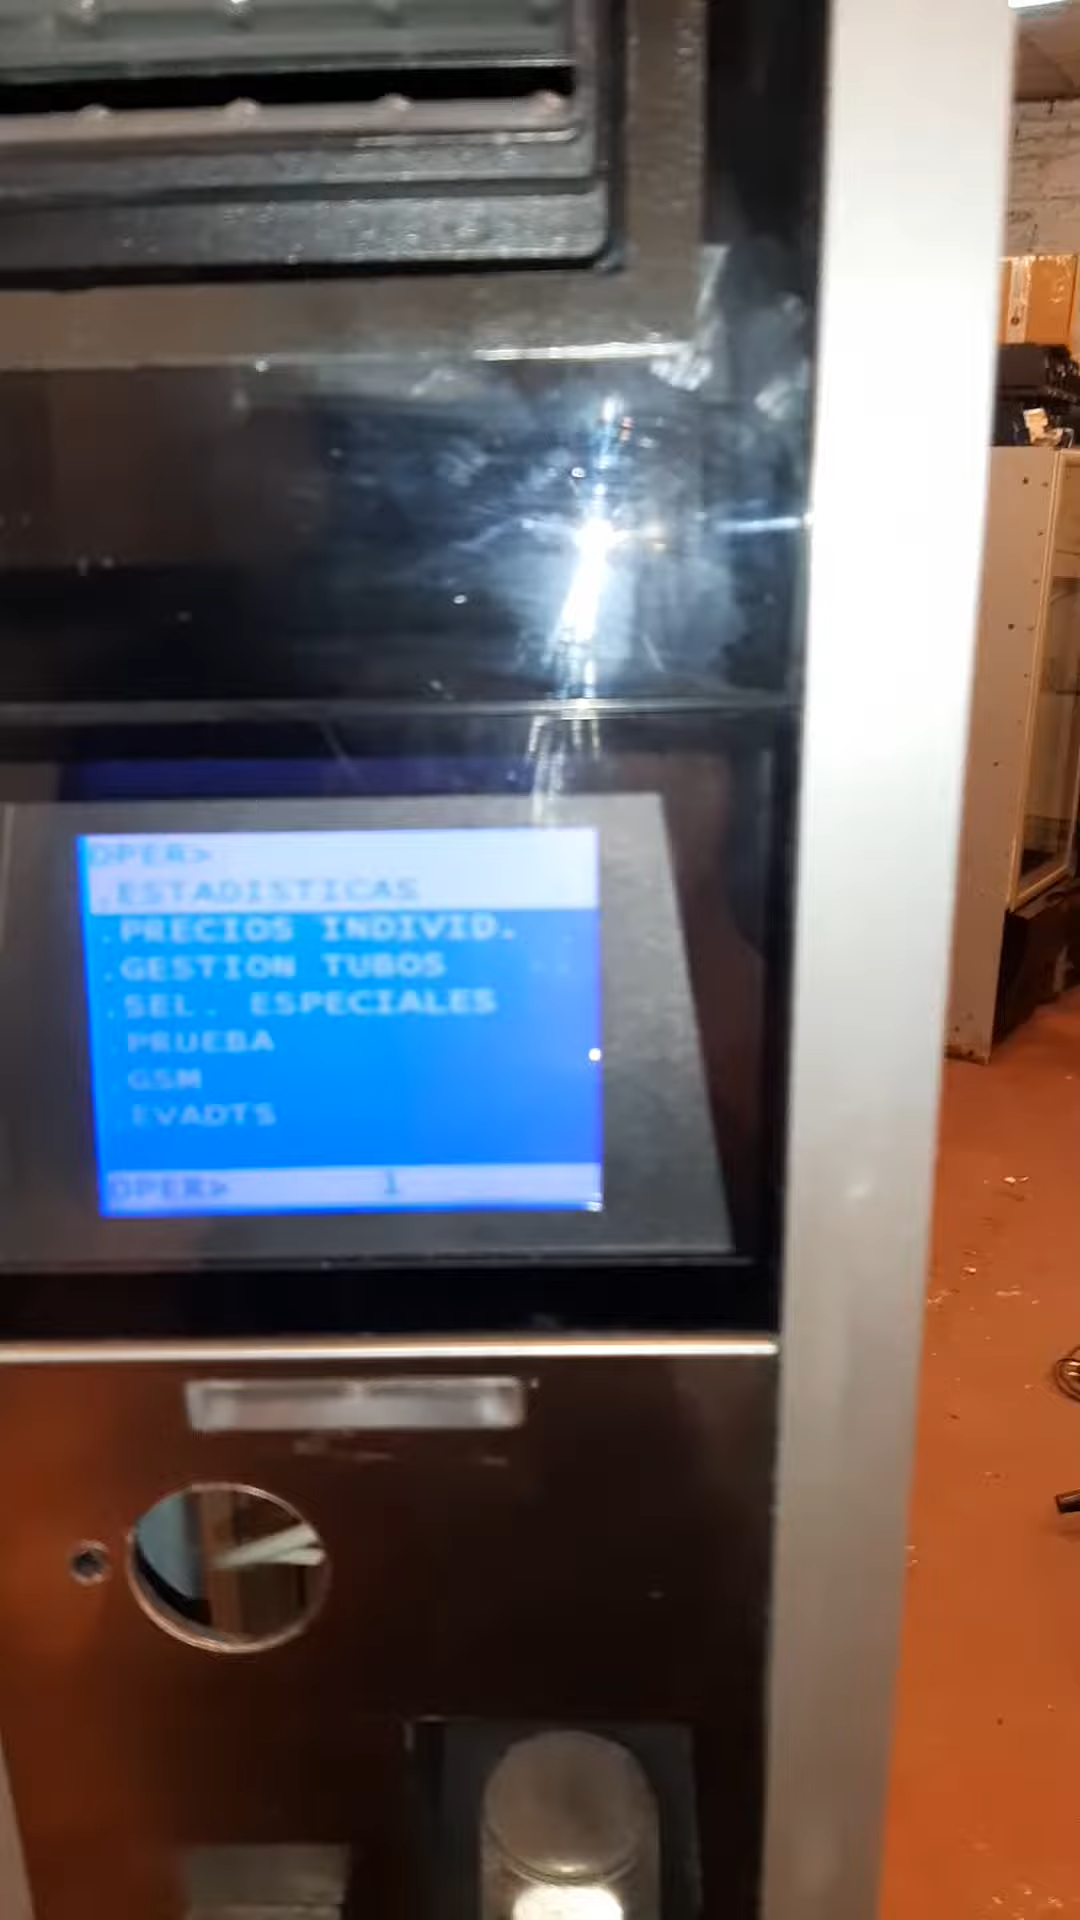 OPER>
.ESTADISTICAS
.PRECIOS INDIVID.
.GESTION TUBOS
.SEL. ESPECIALES
.PRUEBA
.GSM
.EVADTS
OPER> 1